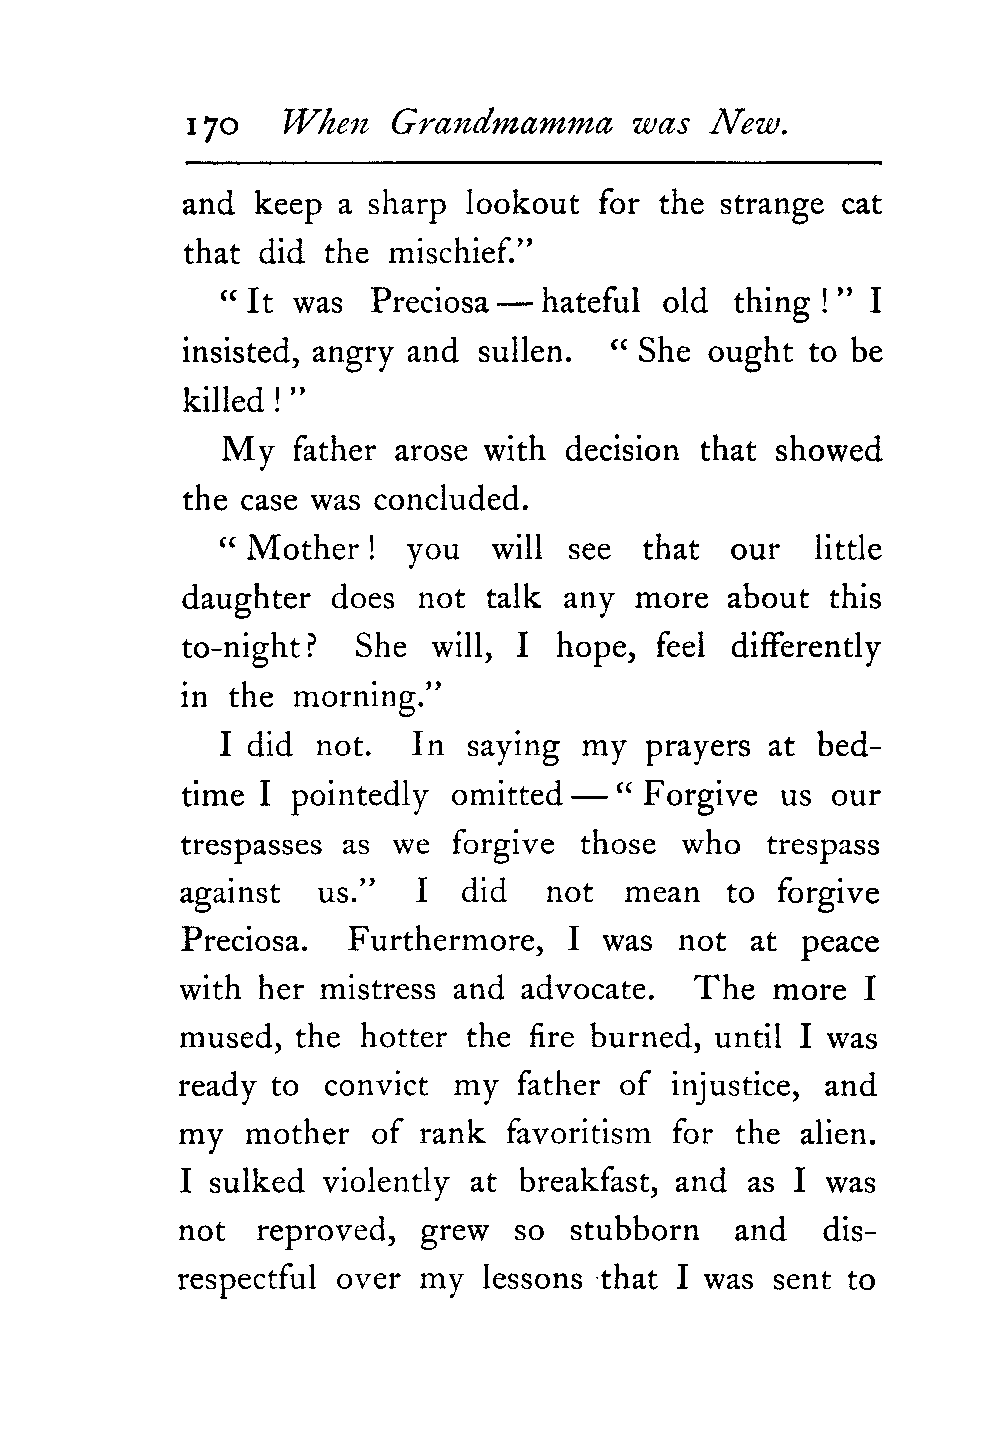 170 When Grandmamma was New.
and keep a sharp lookout for the strange cat
that did the mischief."
"It was Preciosa — hateful old thing!" I
insisted, angry and sullen. "She ought to be
killed!"
My father arose with decision that showed
the case was concluded.
"Mother! you will see that our little
daughter does not talk any more about this
to-night? She will, I hope, feel differently
in the morning."
I did not. In saying my prayers at bed-
time I pointedly omitted — "Forgive us our
trespasses as we forgive those who trespass
against us." I did not mean to forgive
Preciosa. Furthermore, I was not at peace
with her mistress and advocate. The more I
mused, the hotter the fire burned, until I was
ready to convict my father of injustice, and
my mother of rank favoritism for the alien.
I sulked violently at breakfast, and as I was
not reproved, grew so stubborn and dis-
respectful over my lessons that I was sent to